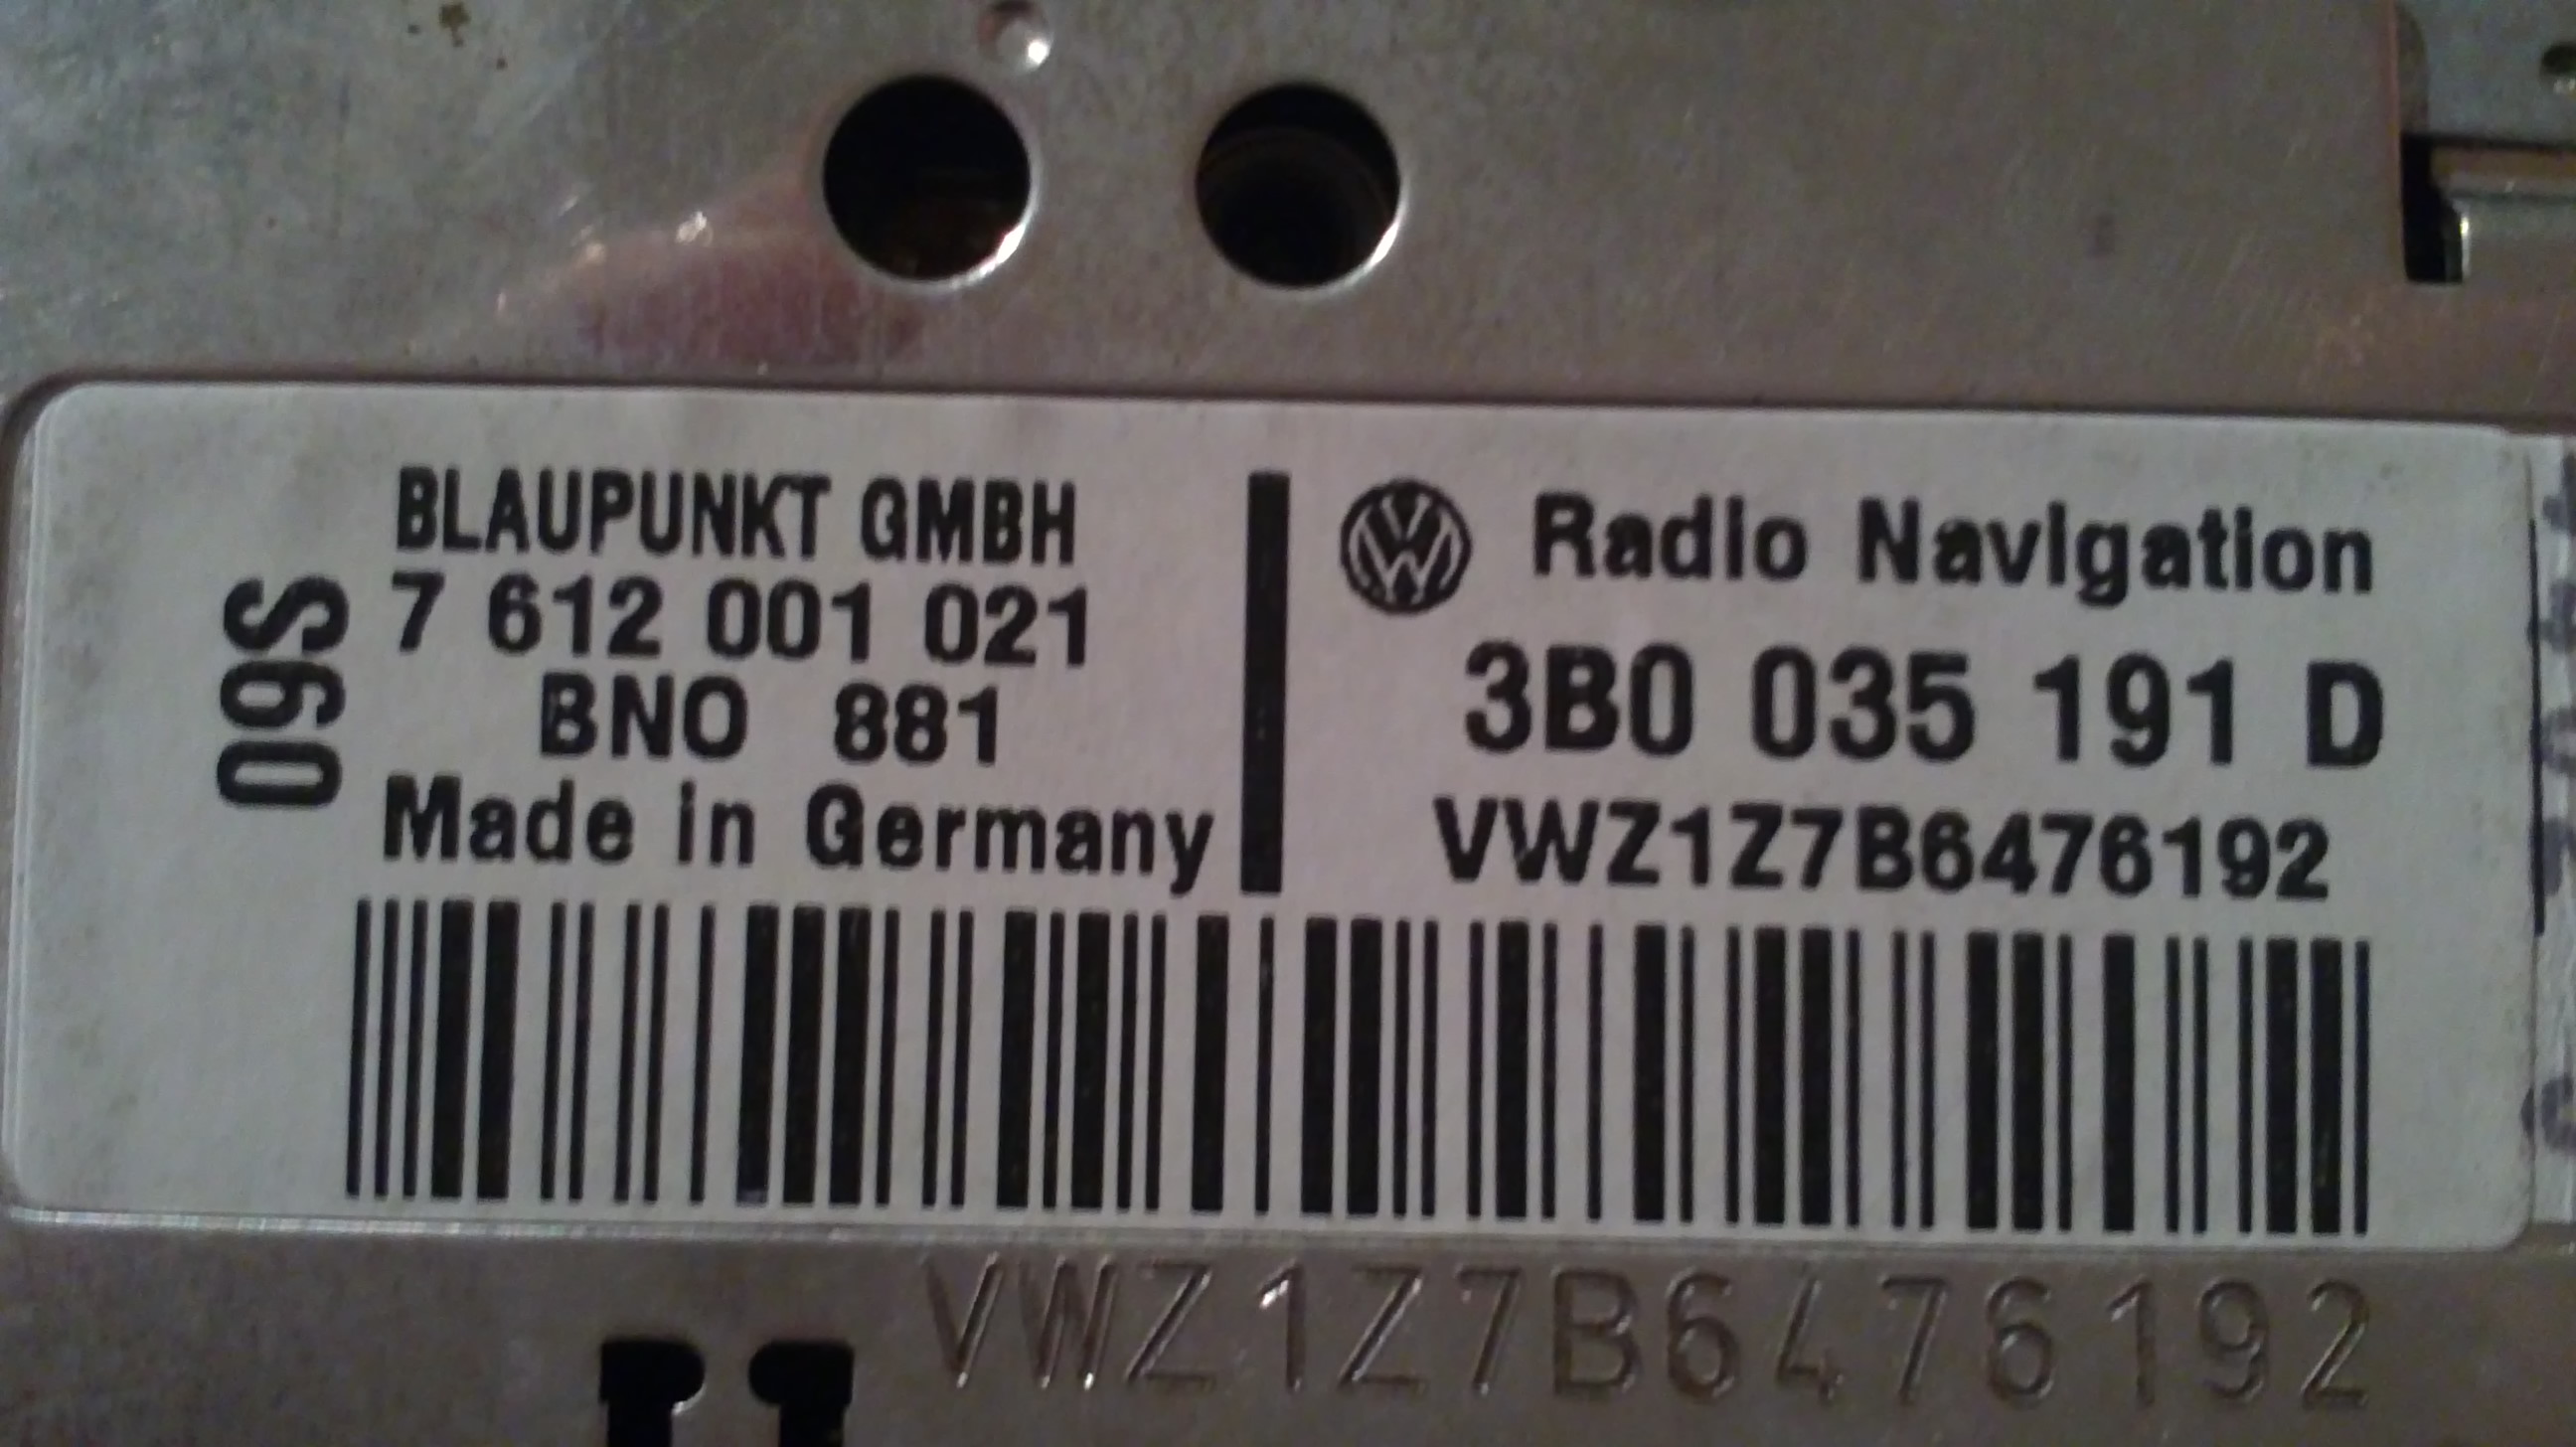 BLAUPUNKT GMBH
7 612 001 021
BNO 881
Made in Germany
09S
Radio Navigation
3B0 035 191 D
VWZ1Z7B6476192
VWZ1Z7B6476192